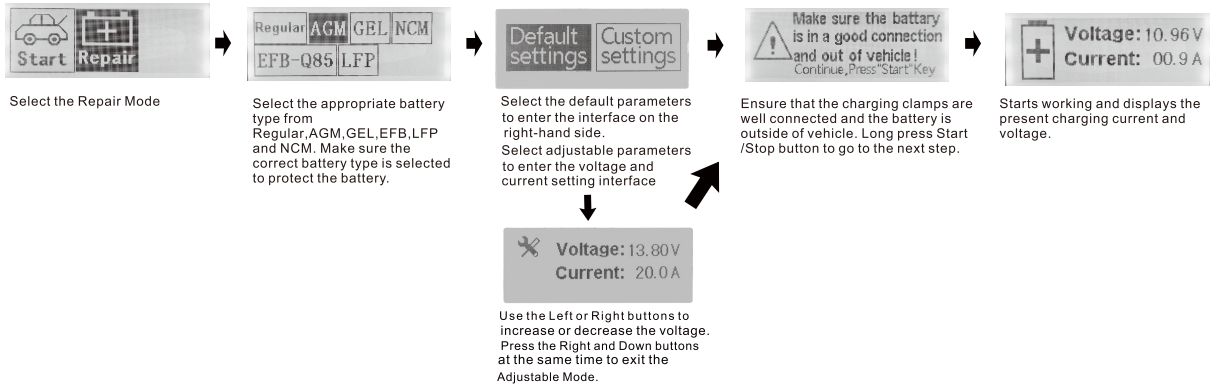 Start Repair
Select the Repair Mode
Regular AGM GEL NCM
EFB-Q85 LFP
Select the appropriate battery
type from
Regular,AGM,GEL,EFB,LFP
and NCM. Make sure the
correct battery type is selected
to protect the battery.
Default settings
Custom settings
Select the default parameters
to enter the interface on the
right-hand side.
Select adjustable parameters
to enter the voltage and
current setting interface
Voltage: 13.80V
Current: 20.0A
Use the Left or Right buttons to
increase or decrease the voltage.
Press the Right and Down buttons
at the same time to exit the
Adjustable Mode.
Make sure the battary
is in a good connection
and out of vehicle!
Continue,Press"Start"Key
Ensure that the charging clamps are
well connected and the battery is
outside of vehicle. Long press Start
/Stop button to go to the next step.
Voltage: 10.96V
Current: 00.9A
Starts working and displays the
present charging current and
voltage.